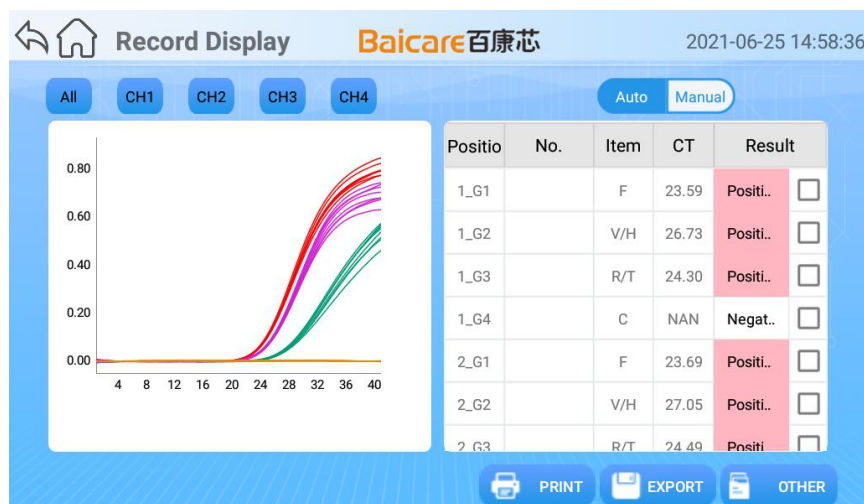 Record Display
Baicare百康芯
2021-06-25 14:58:36
All CH1 CH2 CH3 CH4
Auto Manual
Positio No. Item CT Result
1_G1 F 23.59 Positi..
1_G2 V/H 26.73 Positi..
1_G3 R/T 24.30 Positi..
1_G4 C NAN Negat..
2_G1 F 23.69 Positi..
2_G2 V/H 27.05 Positi..
2_G3 R/T 24.49 Positi
0.80
0.60
0.40
0.20
0.00
4 8 12 16 20 24 28 32 36 40
PRINT EXPORT OTHER